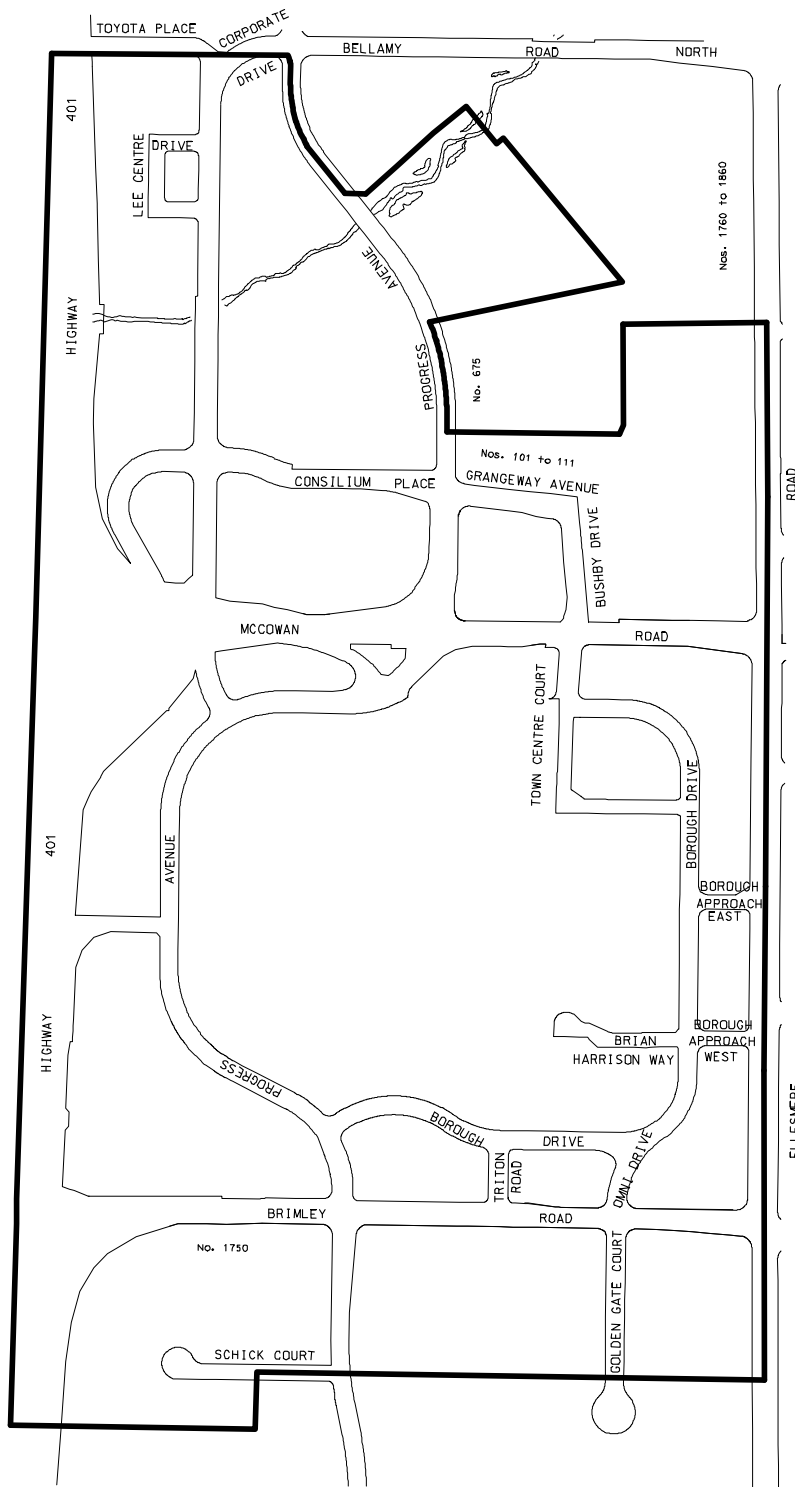 TOYOTA PLACE
CORPORATE
DRIVE
BELLAMY ROAD NORTH
401
LEE CENTRE
DRIVE
Nos. 1760 to 1860
AVENUE
HIGHWAY
PROGRESS
No. 675
Nos. 101 to 111
GRANGEWAY AVENUE
CONSILIUM PLACE
ROAD
BUSHBY DRIVE
MCCOWAN ROAD
TOWN CENTRE COURT
BOROUGH DRIVE
401
AVENUE
BOROUGH
APPROACH
EAST
HIGHWAY
BRIAN
HARRISON WAY
BOROUGH
APPROACH
WEST
PROGRESS
BOROUGH DRIVE
TRITON
ROAD
OMNI DRIVE
ELLESMERE
BRIMLEY ROAD
No. 1750
GOLDEN GATE COURT
SCHICK COURT